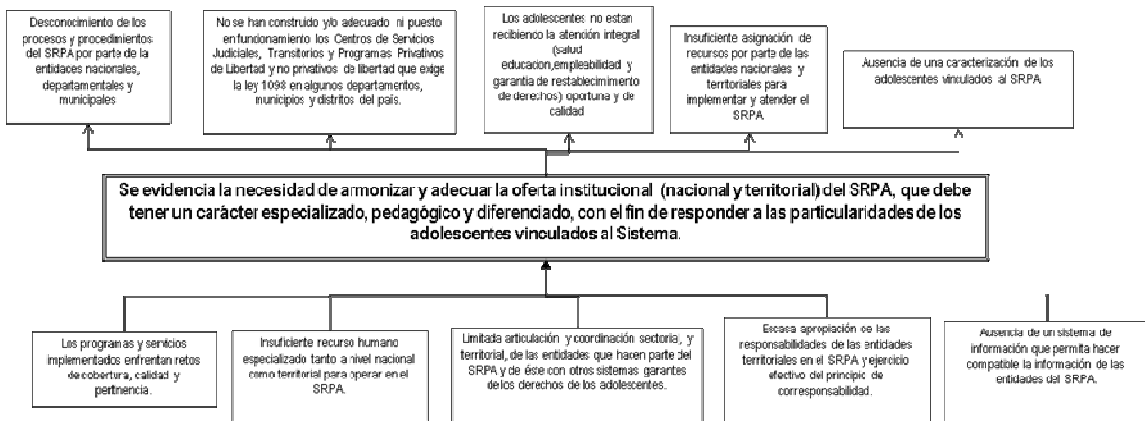 Desconocimiento de los
procesos y procedimientos
del SRPA por parte de la
entidades nacionales,
departamentales y
municipales
No se han construido y/o adecuado ni puesto
en funcionamiento los Centros de Servicios
Judiciales, Transitorios y Programas Privativos
de Libertad y no privativos de libertad que exige
la ley 1098 en algunos departamentos,
municipios y distritos del país.
Los adolescentes no estan
recibienco la atención integral
(salud
educacion,empleabilidad y
garantía de restablecimiento
de derechos) oportuna y de
calidad
Insuficiente asignación de
recursos por parte de las
entidades nacionales y
territoriales para
implementar y atender el
SRPA
Ausencia de una caracterización de los
adolescentes vinculados al SRPA
Se evidencia la necesidad de armonizar y adecuar la oferta institucional (nacional y territorial) del SRPA, que debe
tener un carácter especializado, pedagógico y diferenciado, con el fin de responder a las particularidades de los
adolescentes vinculados al Sistema.
Los programas y servicios
implementados enfrentan retos
de cobertura, calidad y
pertinencia.
Insuficiente recurso humano
especializado tanto a nivel nacional
como territorial para operar en el
SRPA
Limitada articulación y coordinación sectorial, y
territorial, de las entidades que hacen parte del
SRPA y de éste con otros sistemas garantes
de los derechos de los adolescentes.
Escasa apropiación de las
responsabilidades de las entidades
territoriales en el SRPA y ejercicio
efectivo del principio de
corresponsabilidad.
Ausencia de un sistema de
información que permita hacer
compatible la información de las
entidades del SRPA.